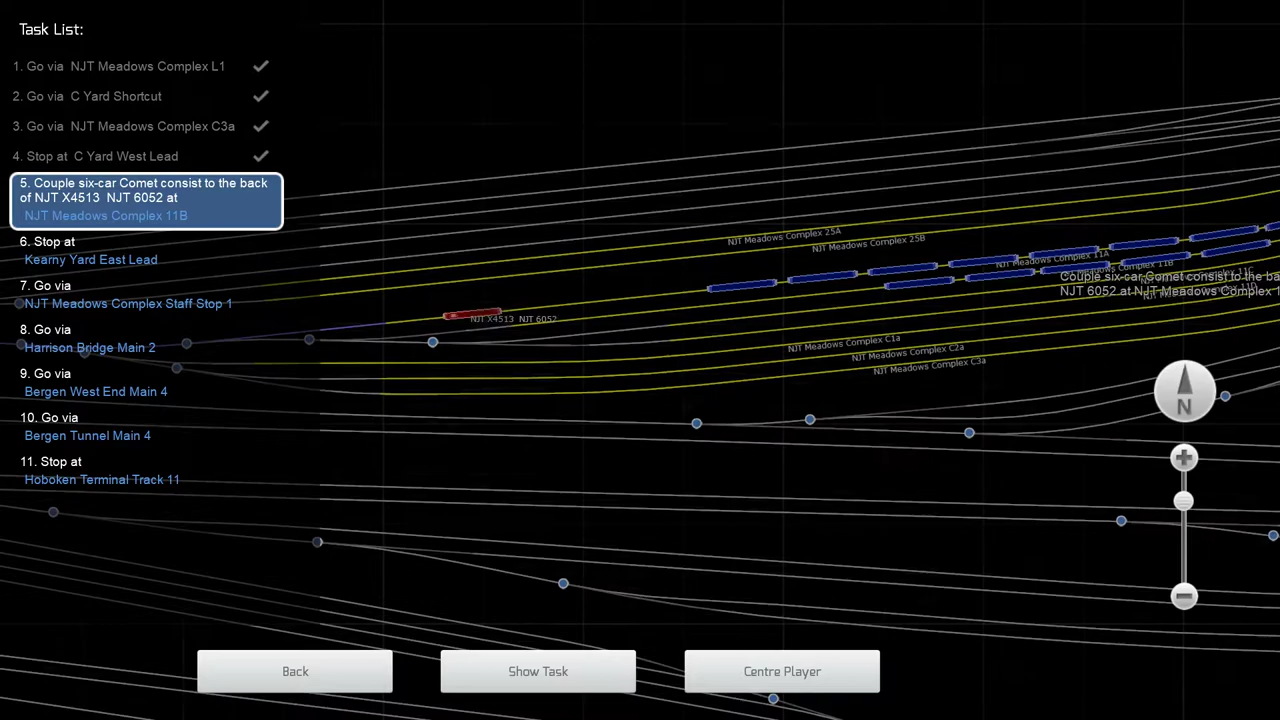 Task List:
1. Go via NJT Meadows Complex L1
2. Go via C Yard Shortcut
3. Go via NJT Meadows Complex C3a
4. Stop at C Yard West Lead
5. Couple six-car Comet consist to the back
of NJT X4513 NJT 6052 at
NJT Meadows Complex 11B
6. Stop at
Kearny Yard East Lead
7. Go via
NJT Meadows Complex Staff Stop 1
8. Go via
Harrison Bridge Main 2
9. Go via
Bergen West End Main 4
10. Go via
Bergen Tunnel Main 4
11. Stop at
Hoboken Terminal Track 11
NJT Meadows Complex 25A
NJT Meadows Complex 25B
NJT Meadows Complex 11A
Complex 11B
Couple six-car Comet consist to the ba
NJT 6052 at NJT Meadows Complex 1
NJT X4513 NJT 6052
NJT Meadows Complex C1a
NJT Meadows Complex C2a
NJT Meadows Complex C3a
N
Back
Show Task
Centre Player